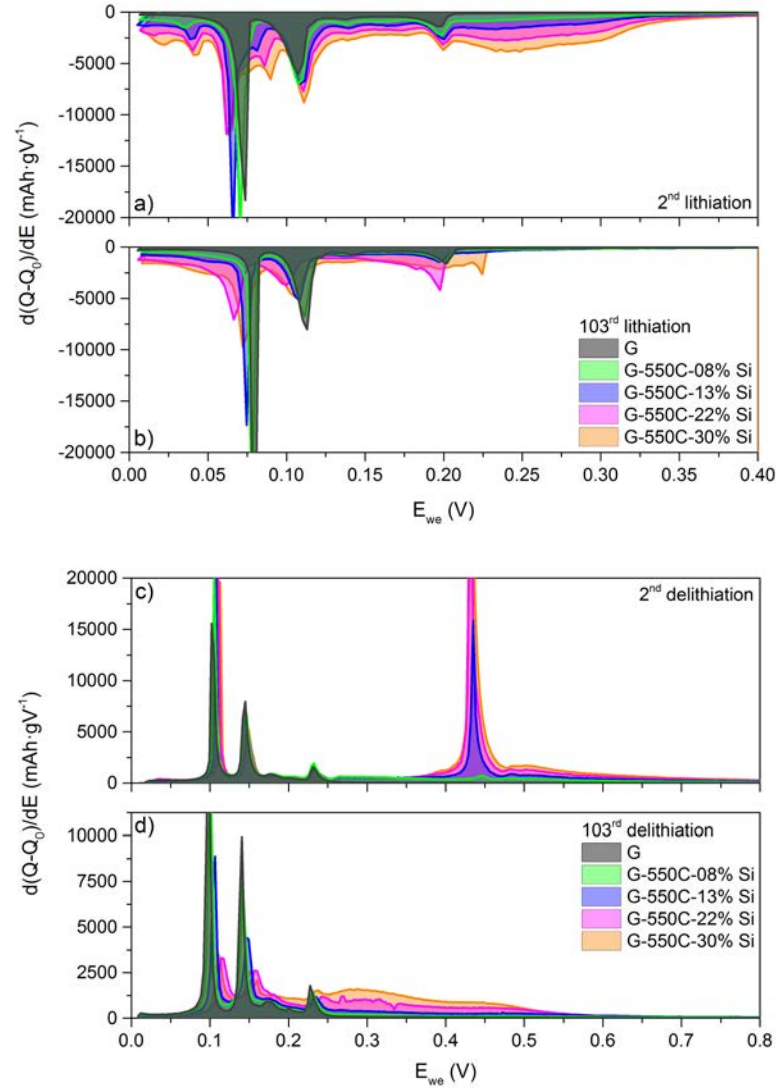 0
-5000
-10000
-15000
-20000
a)
2nd lithiation
d(Q-Q₀)/dE (mAh·gV⁻¹)
0
-5000
-10000
-15000
-20000
b)
103rd lithiation
G
G-550C-08% Si
G-550C-13% Si
G-550C-22% Si
G-550C-30% Si
0.00 0.05 0.10 0.15 0.20 0.25 0.30 0.35 0.40
E_we (V)
20000
15000
10000
5000
0
c)
2nd delithiation
d(Q-Q₀)/dE (mAh·gV⁻¹)
10000
7500
5000
2500
0
d)
103rd delithiation
G
G-550C-08% Si
G-550C-13% Si
G-550C-22% Si
G-550C-30% Si
0.0 0.1 0.2 0.3 0.4 0.5 0.6 0.7 0.8
E_we (V)